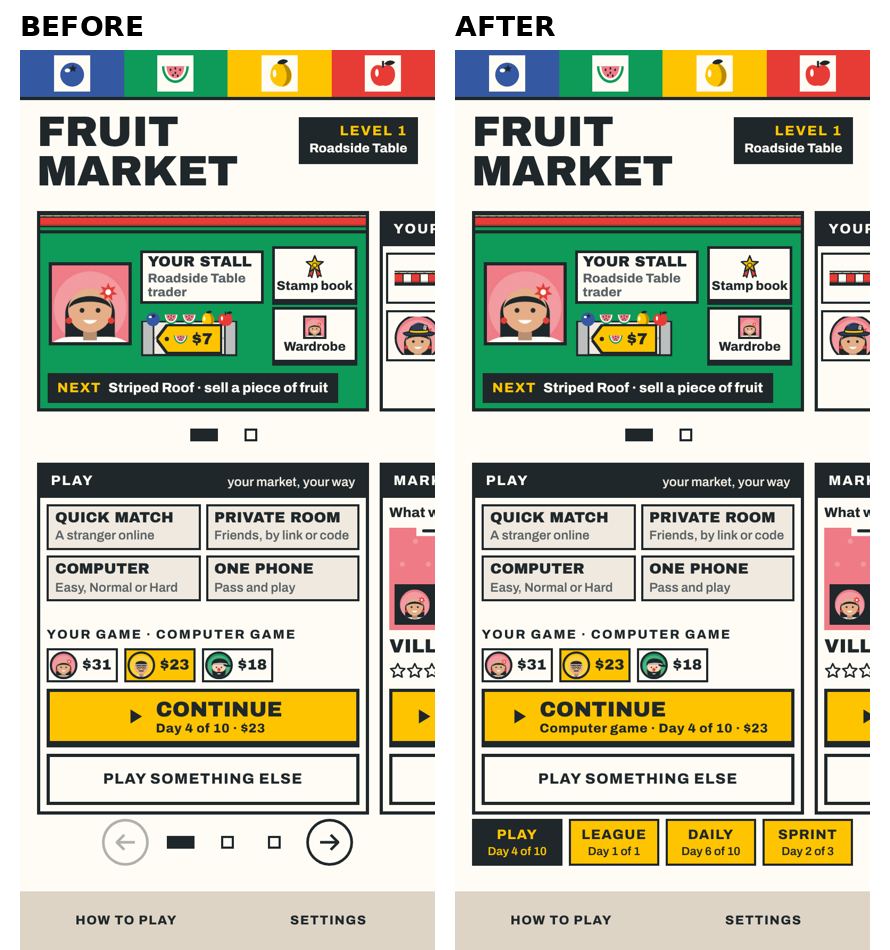 BEFORE
FRUIT
MARKET
LEVEL 1
Roadside Table
YOUR STALL
Roadside Table
trader
$7
Stamp book
Wardrobe
NEXT Striped Roof · sell a piece of fruit
YOUR
PLAY
your market, your way
QUICK MATCH
A stranger online
PRIVATE ROOM
Friends, by link or code
COMPUTER
Easy, Normal or Hard
ONE PHONE
Pass and play
YOUR GAME · COMPUTER GAME
$31
$23
$18
CONTINUE
Day 4 of 10 · $23
PLAY SOMETHING ELSE
MARK
What w
VILL
HOW TO PLAY
SETTINGS
AFTER
FRUIT
MARKET
LEVEL 1
Roadside Table
YOUR STALL
Roadside Table
trader
$7
Stamp book
Wardrobe
NEXT Striped Roof · sell a piece of fruit
YOUR
PLAY
your market, your way
QUICK MATCH
A stranger online
PRIVATE ROOM
Friends, by link or code
COMPUTER
Easy, Normal or Hard
ONE PHONE
Pass and play
YOUR GAME · COMPUTER GAME
$31
$23
$18
CONTINUE
Computer game · Day 4 of 10 · $23
PLAY SOMETHING ELSE
MARK
What w
VILL
PLAY
Day 4 of 10
LEAGUE
Day 1 of 1
DAILY
Day 6 of 10
SPRINT
Day 2 of 3
HOW TO PLAY
SETTINGS